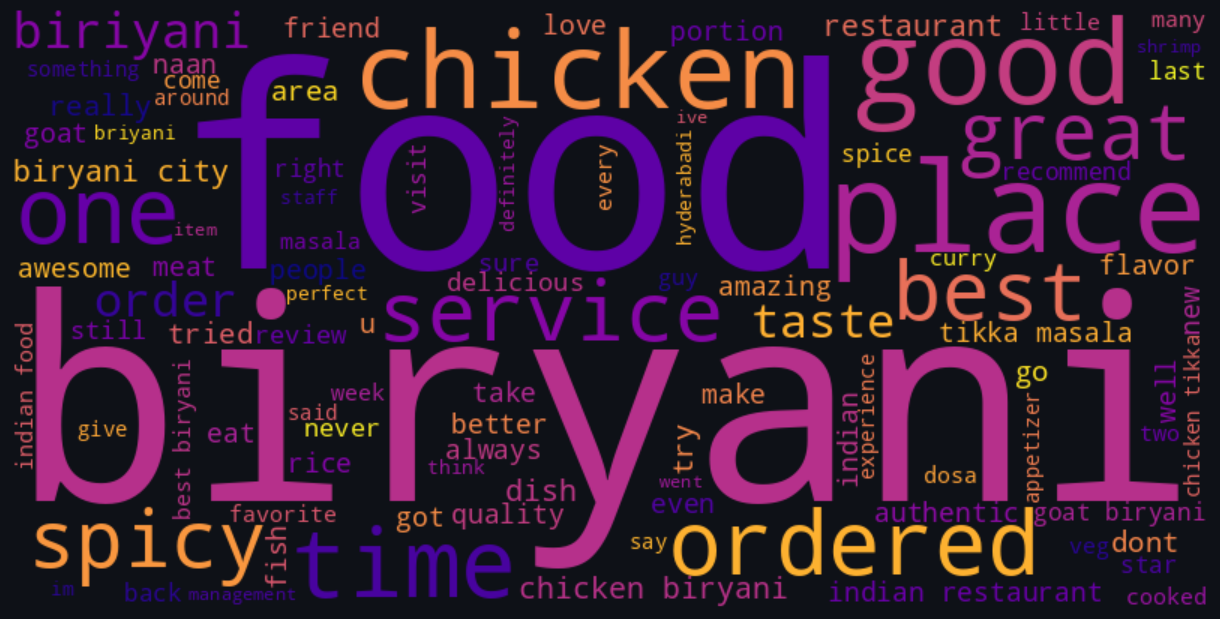 biriyani
friend
love
portion
restaurant
little
many
something
naan
come
chicken
good
shrimp
last
really
around
area
food
ive
great
goat
briyani
definitely
visit
every
hyderabadi
spice
biryani city
right
recommend
staff
one
item
masala
place
awesome
meat
people
sure
delicious
guy
curry
flavor
order
perfect
service
amazing
best
still
tried
review
u
taste
tikka masala
new
indian food
biryani
best biryani
week
take
make
go
well
chicken tikka
give
said
never
better
try
indian
experience
appetizer
two
eat
rice
always
think
went
dosa
dish
even
favorite
got
quality
authentic
goat biryani
spicy
fish
time
say
ordered
veg
dont
star
im
back
management
chicken biryani
indian restaurant
cooked